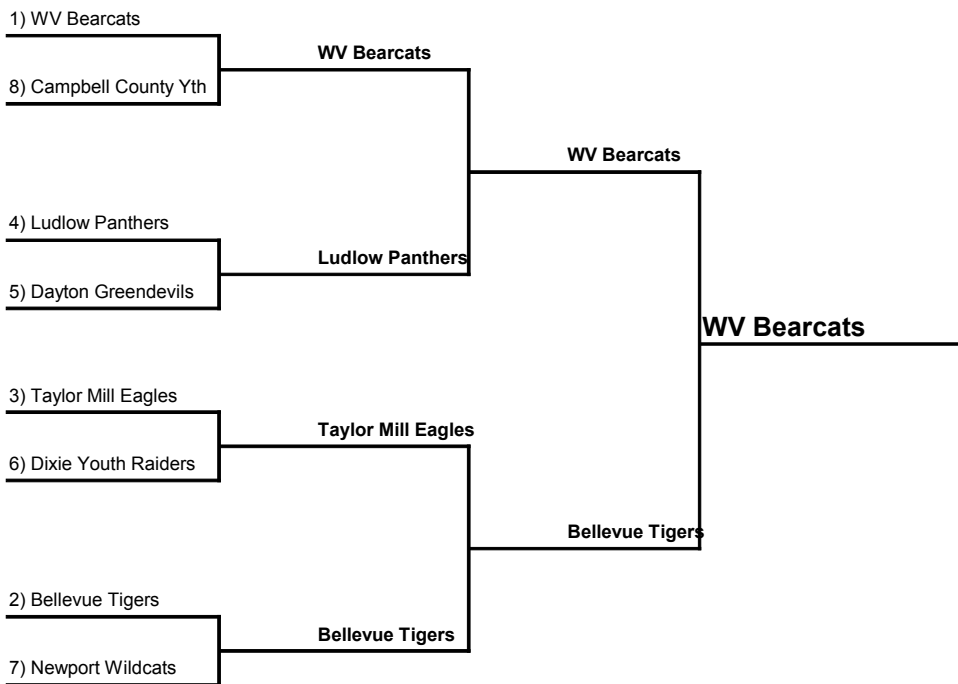 1) WV Bearcats
WV Bearcats
8) Campbell County Yth
WV Bearcats
4) Ludlow Panthers
Ludlow Panthers
5) Dayton Greendevils
WV Bearcats
3) Taylor Mill Eagles
Taylor Mill Eagles
6) Dixie Youth Raiders
Bellevue Tigers
2) Bellevue Tigers
Bellevue Tigers
7) Newport Wildcats